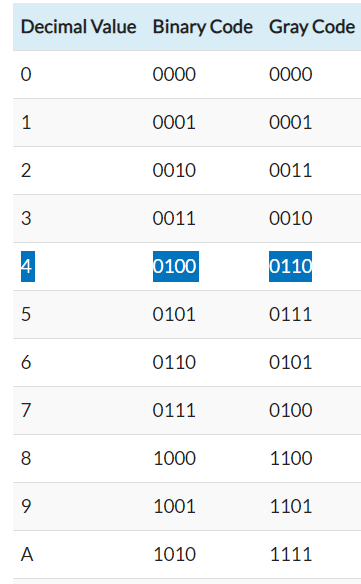 Decimal Value Binary Code Gray Code
0 0000 0000
1 0001 0001
2 0010 0011
3 0011 0010
4 0100 0110
5 0101 0111
6 0110 0101
7 0111 0100
8 1000 1100
9 1001 1101
A 1010 1111